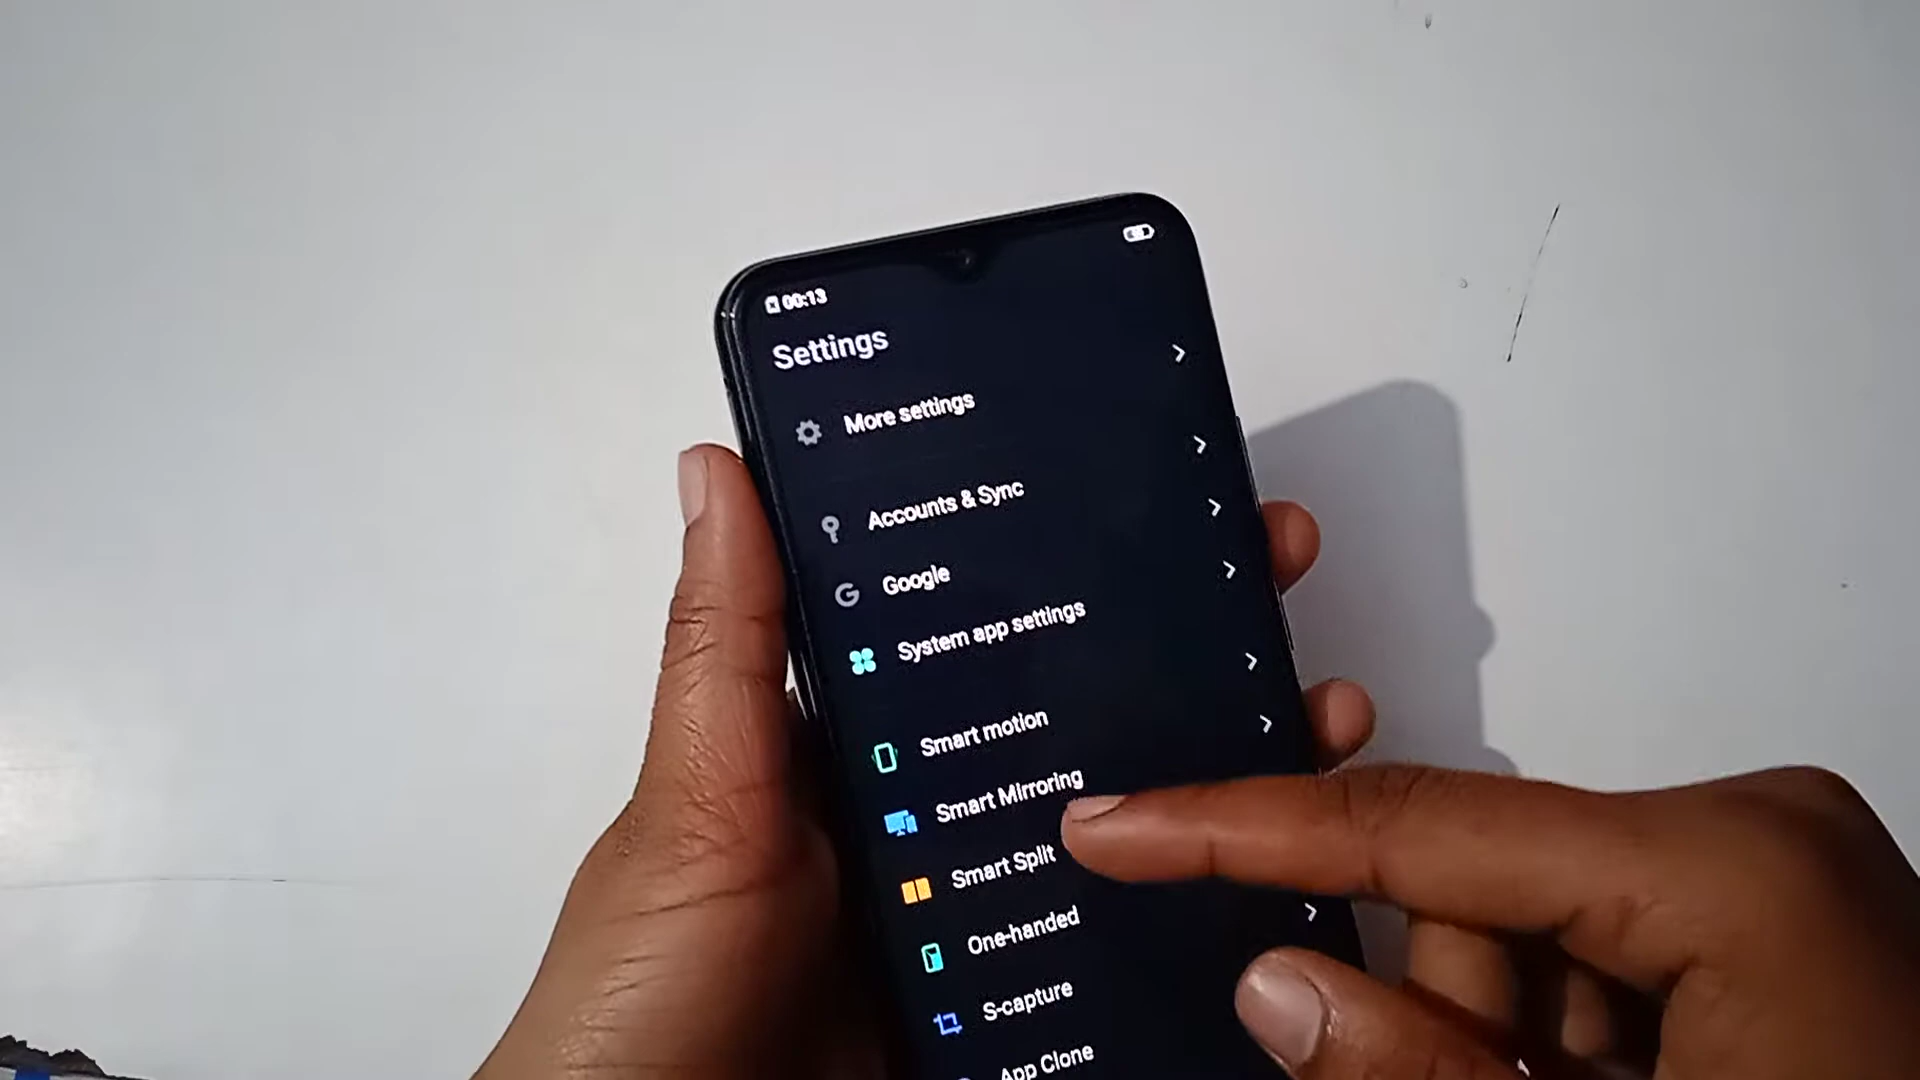 00:13
Settings
More settings
Accounts & Sync
Google
System app settings
Smart motion
Smart Mirroring
Smart Split
One-handed
S-capture
App Clone